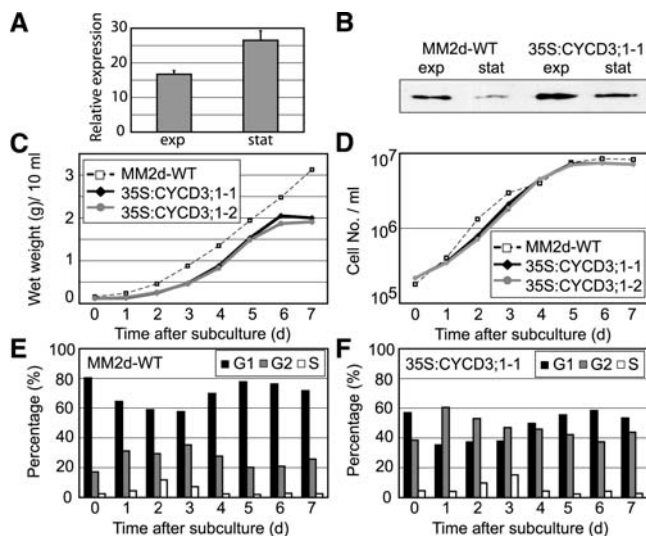 A
Relative expression
30
20
10
0
exp
stat
B
MM2d-WT 35S:CYCD3;1-1
exp stat exp stat
C
Wet weight (g)/ 10 ml
3
2
1
0
MM2d-WT
35S:CYCD3;1-1
35S:CYCD3;1-2
0 1 2 3 4 5 6 7
Time after subculture (d)
D
Cell No. / ml
10⁷
10⁶
10⁵
MM2d-WT
35S:CYCD3;1-1
35S:CYCD3;1-2
0 1 2 3 4 5 6 7
Time after subculture (d)
E
MM2d-WT
G1 G2 S
Percentage (%)
100
80
60
40
20
0
0 1 2 3 4 5 6 7
Time after subculture (d)
F
35S:CYCD3;1-1
G1 G2 S
Percentage (%)
100
80
60
40
20
0
0 1 2 3 4 5 6 7
Time after subculture (d)